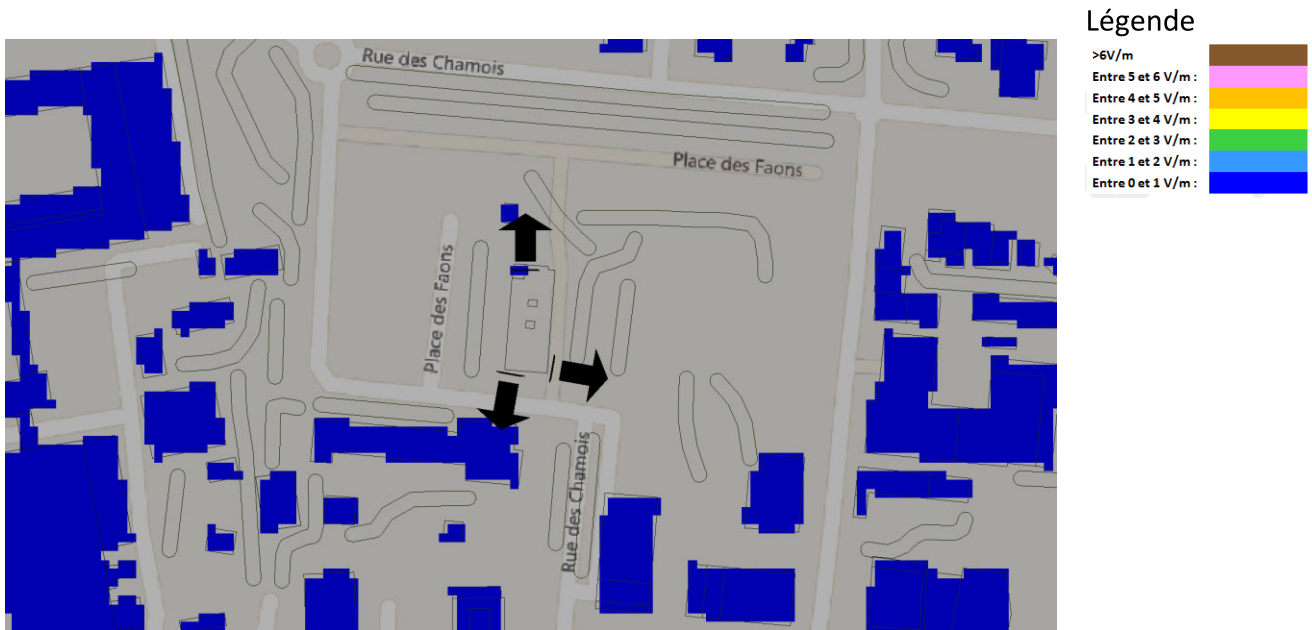 Légende
>6V/m
Entre 5 et 6 V/m :
Entre 4 et 5 V/m :
Entre 3 et 4 V/m :
Entre 2 et 3 V/m :
Entre 1 et 2 V/m :
Entre 0 et 1 V/m :
Rue des Chamois
Place des Faons
Place des Faons
Rue des Chamois